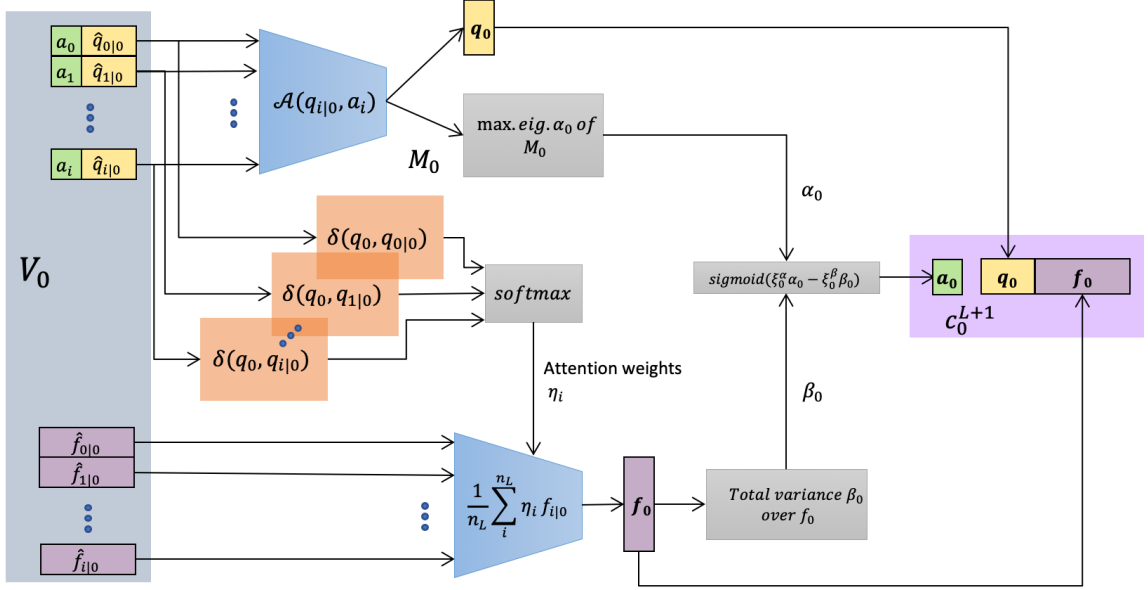 V₀
a₀ q̂₀|₀
a₁ q̂₁|₀
aᵢ q̂ᵢ|₀
𝒜(qᵢ|₀, aᵢ)
q₀
M₀
max. eig. α₀ of
M₀
α₀
δ(q₀, q₀|₀)
δ(q₀, q₁|₀)
δ(q₀, qᵢ|₀)
softmax
Attention weights
ηᵢ
sigmoid(ξ₀^α α₀ − ξ₀^β β₀)
a₀ q₀ f₀
C₀^{L+1}
β₀
f̂₀|₀
f̂₁|₀
f̂ᵢ|₀
1/n_L ∑ᵢ^{n_L} ηᵢ fᵢ|₀
f₀
Total variance β₀
over f₀